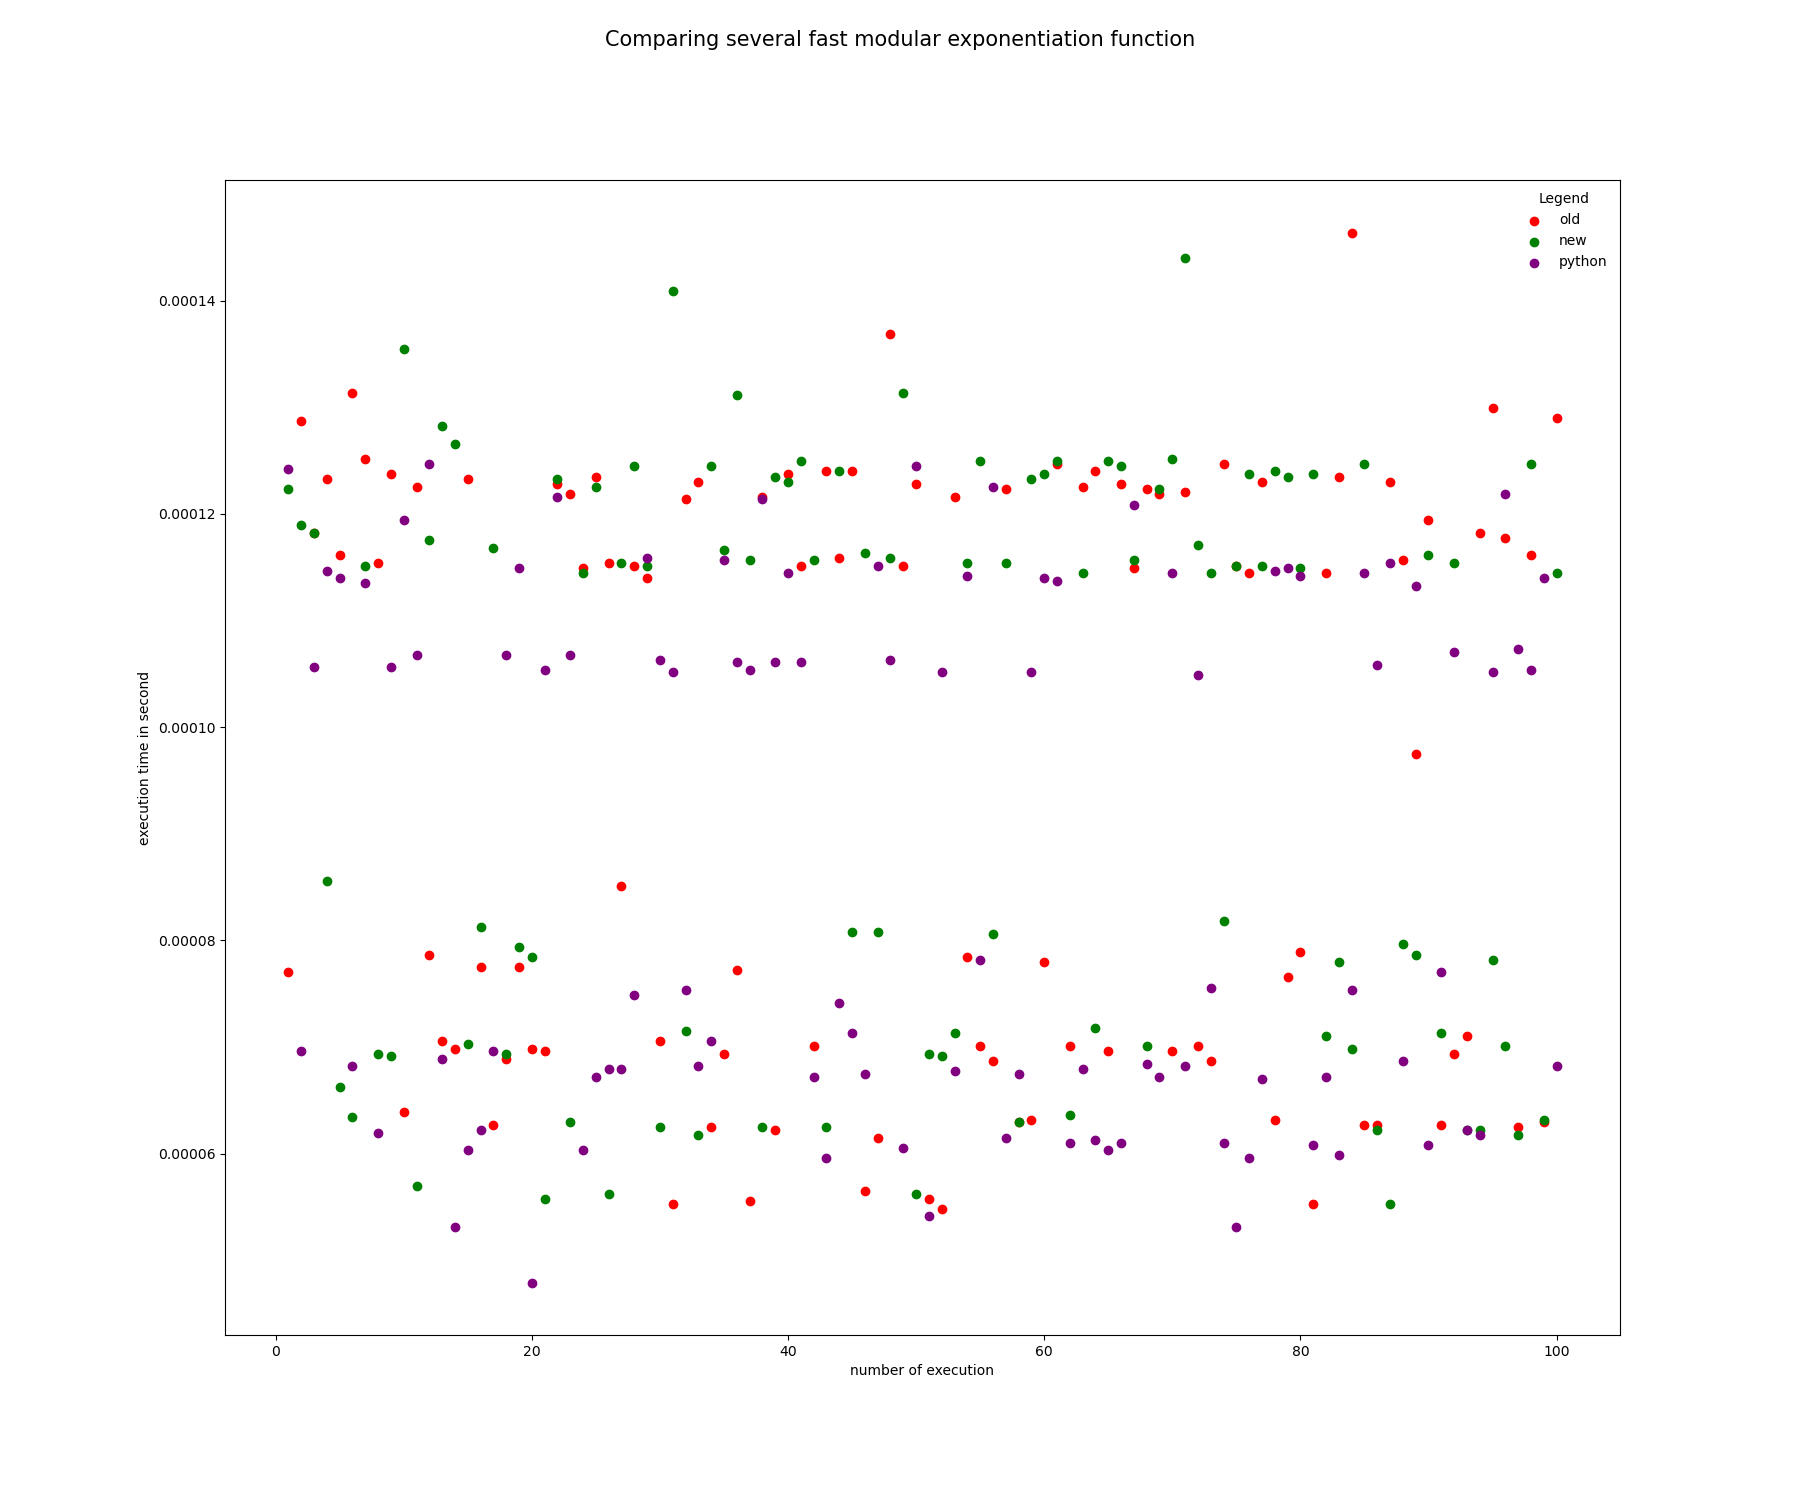 Comparing several fast modular exponentiation function
Legend
old
new
python
0.00014
0.00012
0.00010
0.00008
0.00006
execution time in second
0 20 40 60 80 100
number of execution